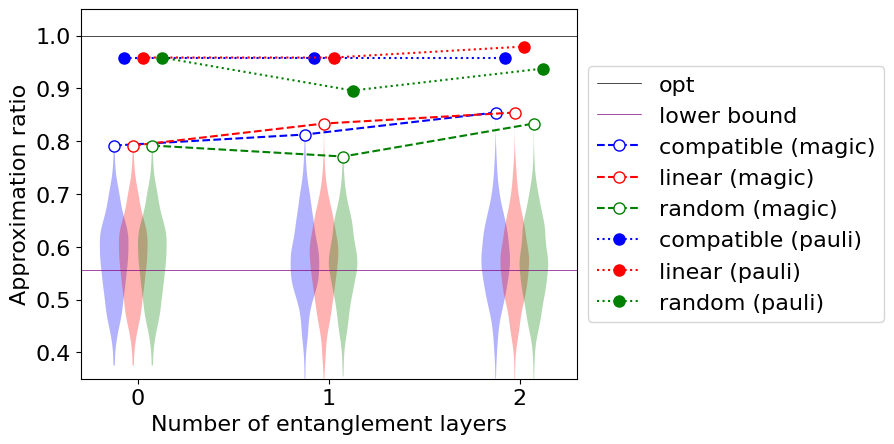 Approximation ratio
1.0
0.9
0.8
0.7
0.6
0.5
0.4
0
1
2
Number of entanglement layers
opt
lower bound
compatible (magic)
linear (magic)
random (magic)
compatible (pauli)
linear (pauli)
random (pauli)